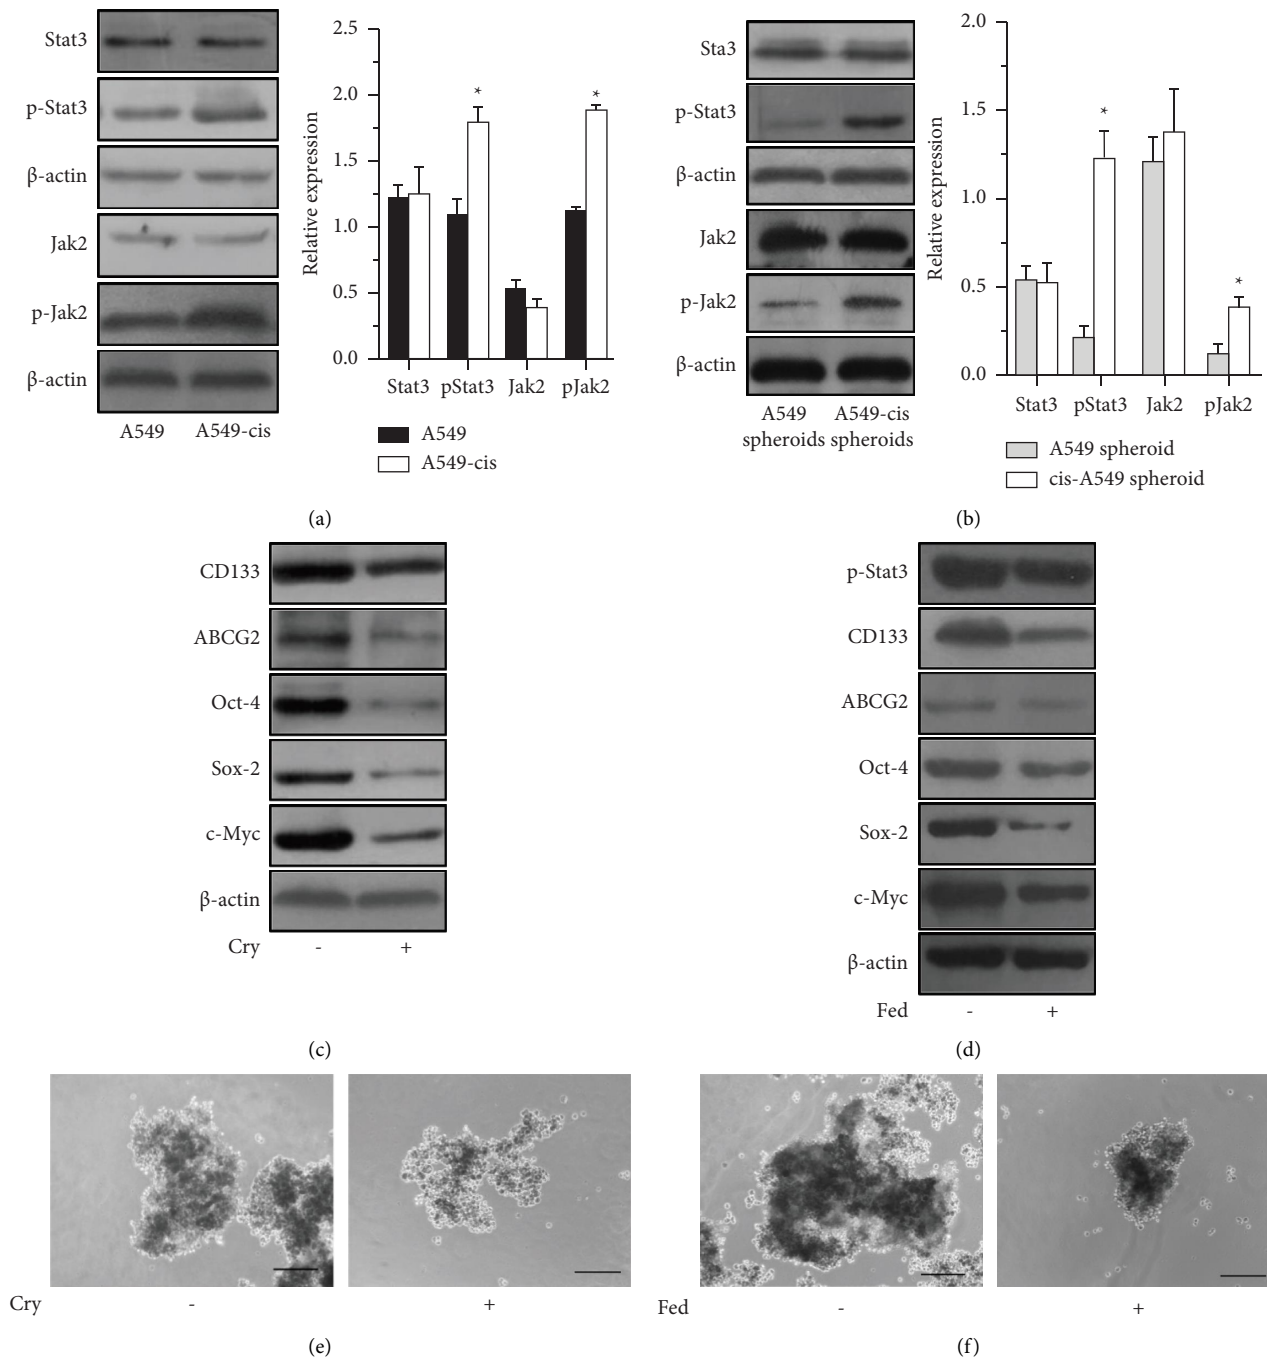 Stat3
p-Stat3
β-actin
Jak2
p-Jak2
β-actin
A549 A549-cis
Relative expression
2.5
2.0
1.5
1.0
0.5
0.0
* *
Stat3 pStat3 Jak2 pJak2
A549
A549-cis
(a)
Sta3
p-Stat3
β-actin
Jak2
p-Jak2
β-actin
A549 A549-cis
spheroids spheroids
Relative expression
2.0
1.5
1.0
0.5
0.0
*
*
Stat3 pStat3 Jak2 pJak2
A549 spheroid
cis-A549 spheroid
(b)
CD133
ABCG2
Oct-4
Sox-2
c-Myc
β-actin
Cry - +
(c)
p-Stat3
CD133
ABCG2
Oct-4
Sox-2
c-Myc
β-actin
Fed - +
(d)
Cry - +
(e)
Fed - +
(f)